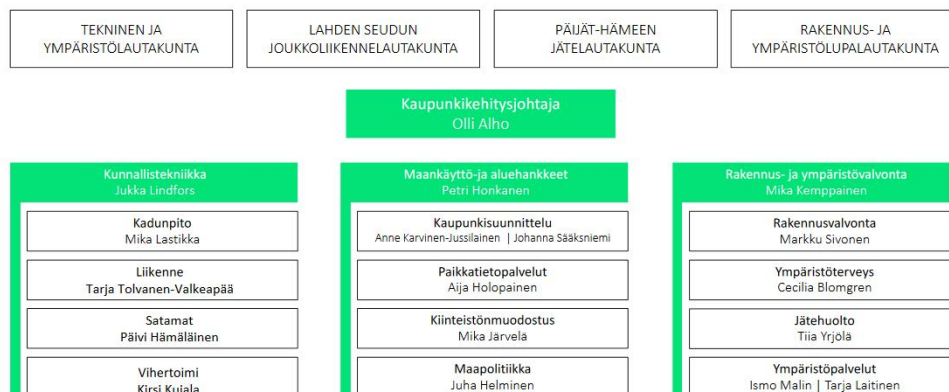 TEKNINEN JA
YMPÄRISTÖLAUTAKUNTA
LAHDEN SEUDUN
JOUKKOLIIKENNELAUTAKUNTA
PÄIJÄT-HÄMEEN
JÄTELAUTAKUNTA
RAKENNUS- JA
YMPÄRISTÖLUPALAUTAKUNTA
Kaupunkikehitysjohtaja
Olli Alho
Kunnallistekniikka
Jukka Lindfors
Kadunpito
Mika Lastikka
Liikenne
Tarja Tolvanen-Valkeapää
Satamat
Päivi Hämäläinen
Vihertoimi
Kirsi Kujala
Maankäyttö-ja aluehankkeet
Petri Honkanen
Kaupunkisuunnittelu
Anne Karvinen-Jussilainen | Johanna Sääksniemi
Paikkatietopalvelut
Aija Holopainen
Kiinteistönmuodostus
Mika Järvelä
Maapolitiikka
Juha Helminen
Rakennus- ja ympäristövalvonta
Mika Kemppainen
Rakennusvalvonta
Markku Sivonen
Ympäristöterveys
Cecilia Blomgren
Jätehuolto
Tiia Yrjölä
Ympäristöpalvelut
Ismo Malin | Tarja Laitinen